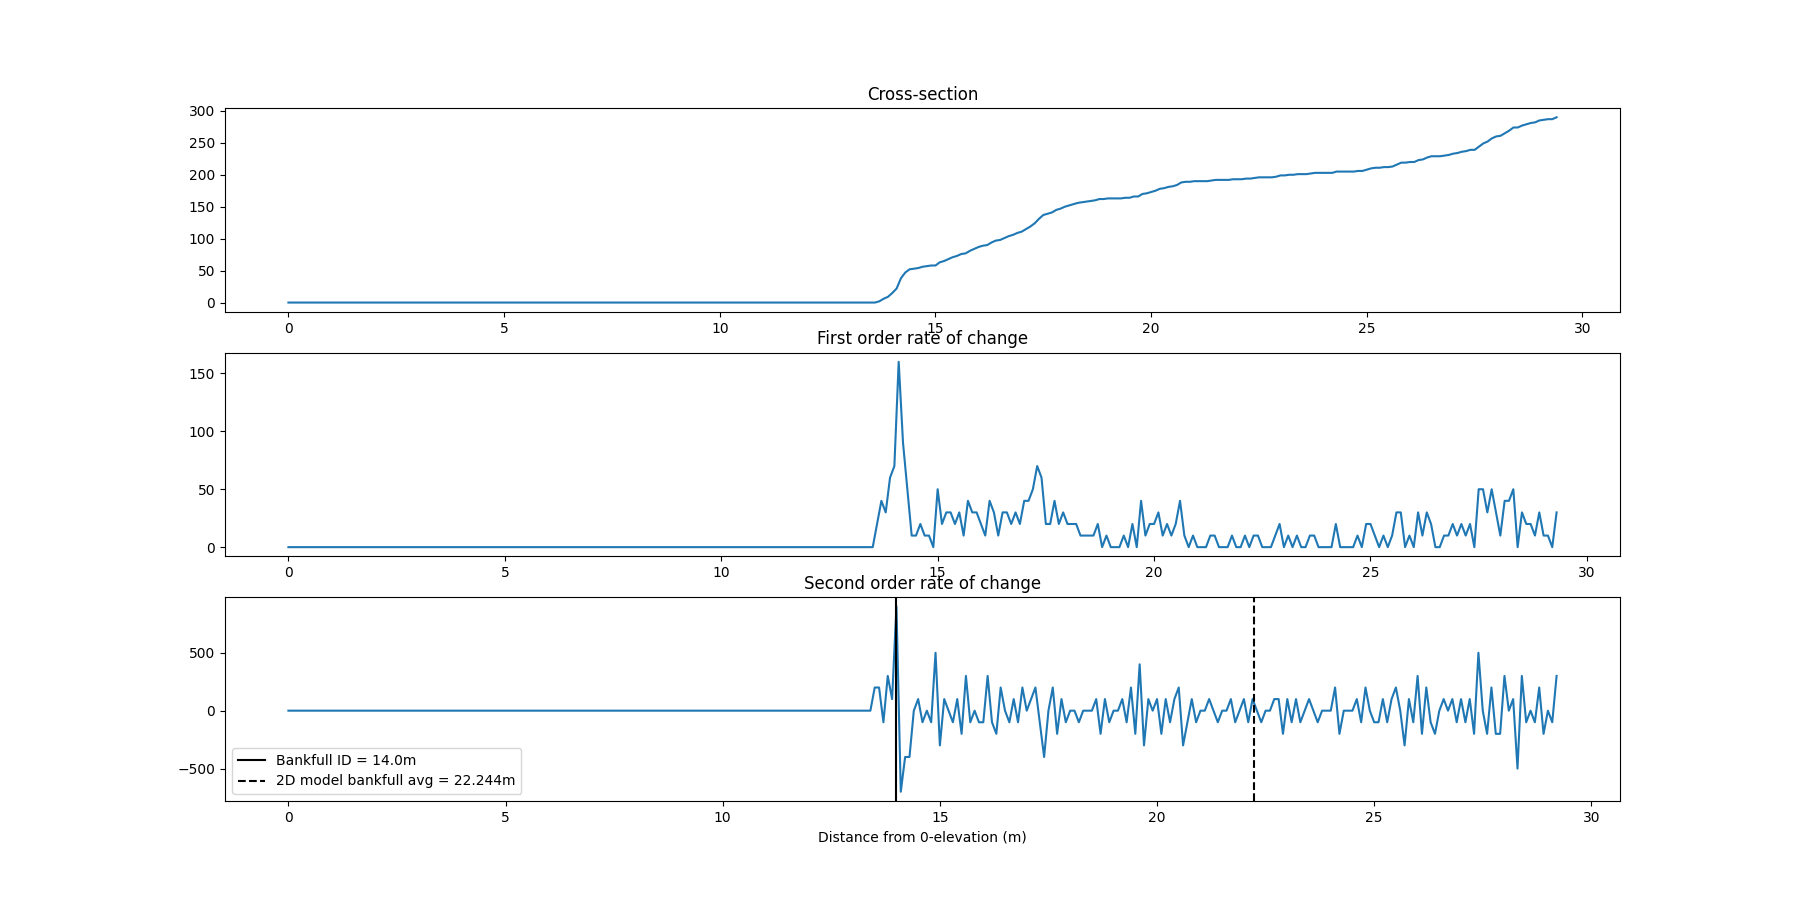 Cross-section
300
250
200
150
100
50
0
0 5 10 15 20 25 30
First order rate of change
150
100
50
0
0 5 10 15 20 25 30
Second order rate of change
500
0
−500
Bankfull ID = 14.0m
2D model bankfull avg = 22.244m
0 5 10 15 20 25 30
Distance from 0-elevation (m)